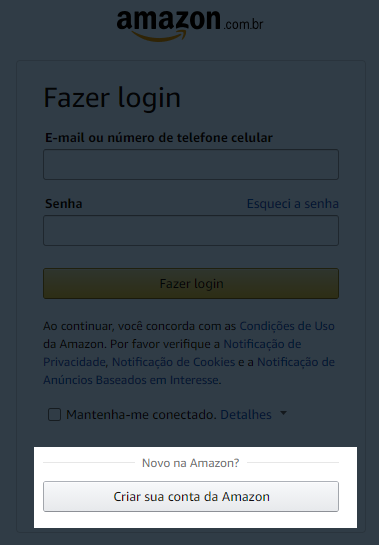 amazon.com.br
Fazer login
E-mail ou número de telefone celular
Senha Esqueci a senha
Fazer login
Ao continuar, você concorda com as Condições de Uso
da Amazon. Por favor verifique a Notificação de
Privacidade, Notificação de Cookies e a Notificação de
Anúncios Baseados em Interesse.
Mantenha-me conectado. Detalhes
Novo na Amazon?
Criar sua conta da Amazon